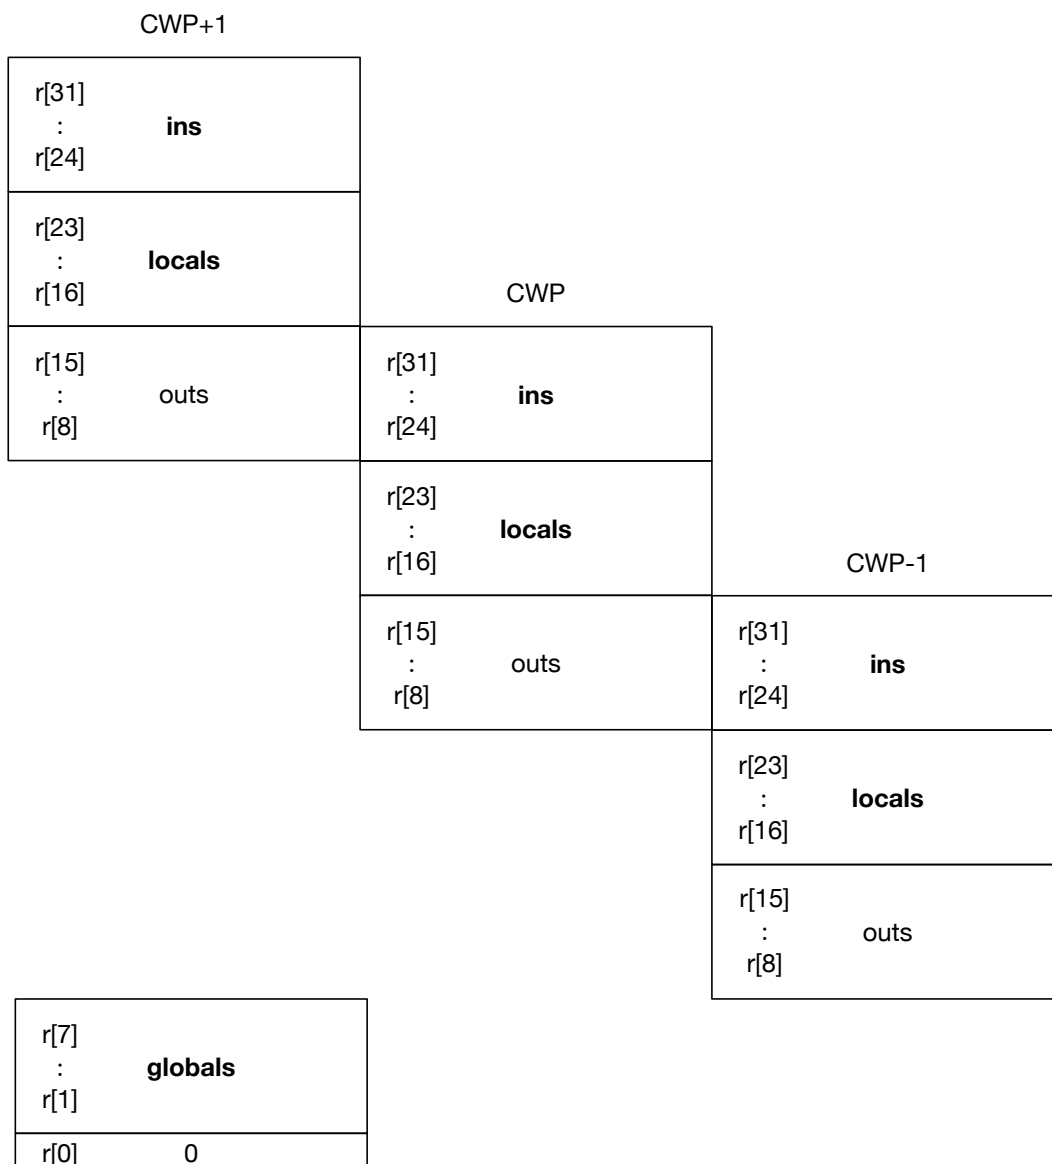 CWP+1
r[31]
:
ins
r[24]
r[23]
:
locals
r[16]
r[15]
:
outs
r[8]
CWP
r[31]
:
ins
r[24]
r[23]
:
locals
r[16]
r[15]
:
outs
r[8]
CWP-1
r[31]
:
ins
r[24]
r[23]
:
locals
r[16]
r[15]
:
outs
r[8]
r[7]
:
globals
r[1]
r[0] 0